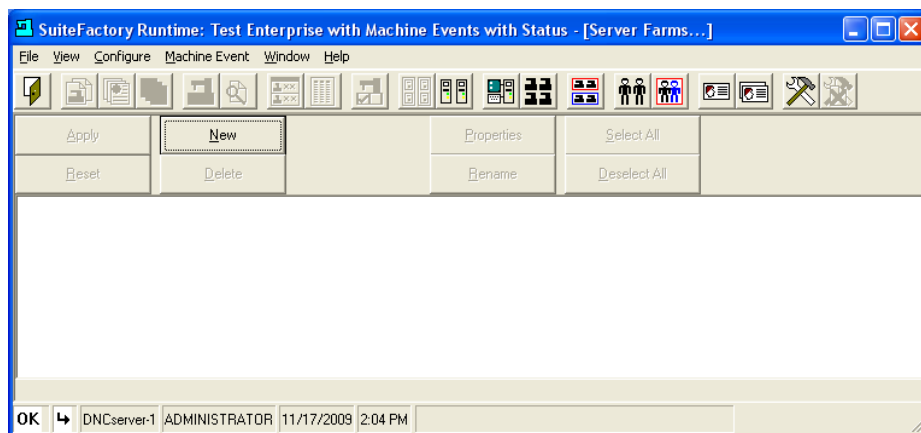 SuiteFactory Runtime: Test Enterprise with Machine Events with Status - [Server Farms...]
File View Configure Machine Event Window Help
Apply New Properties Select All
Reset Delete Rename Deselect All
OK DNCserver-1 ADMINISTRATOR 11/17/2009 2:04 PM